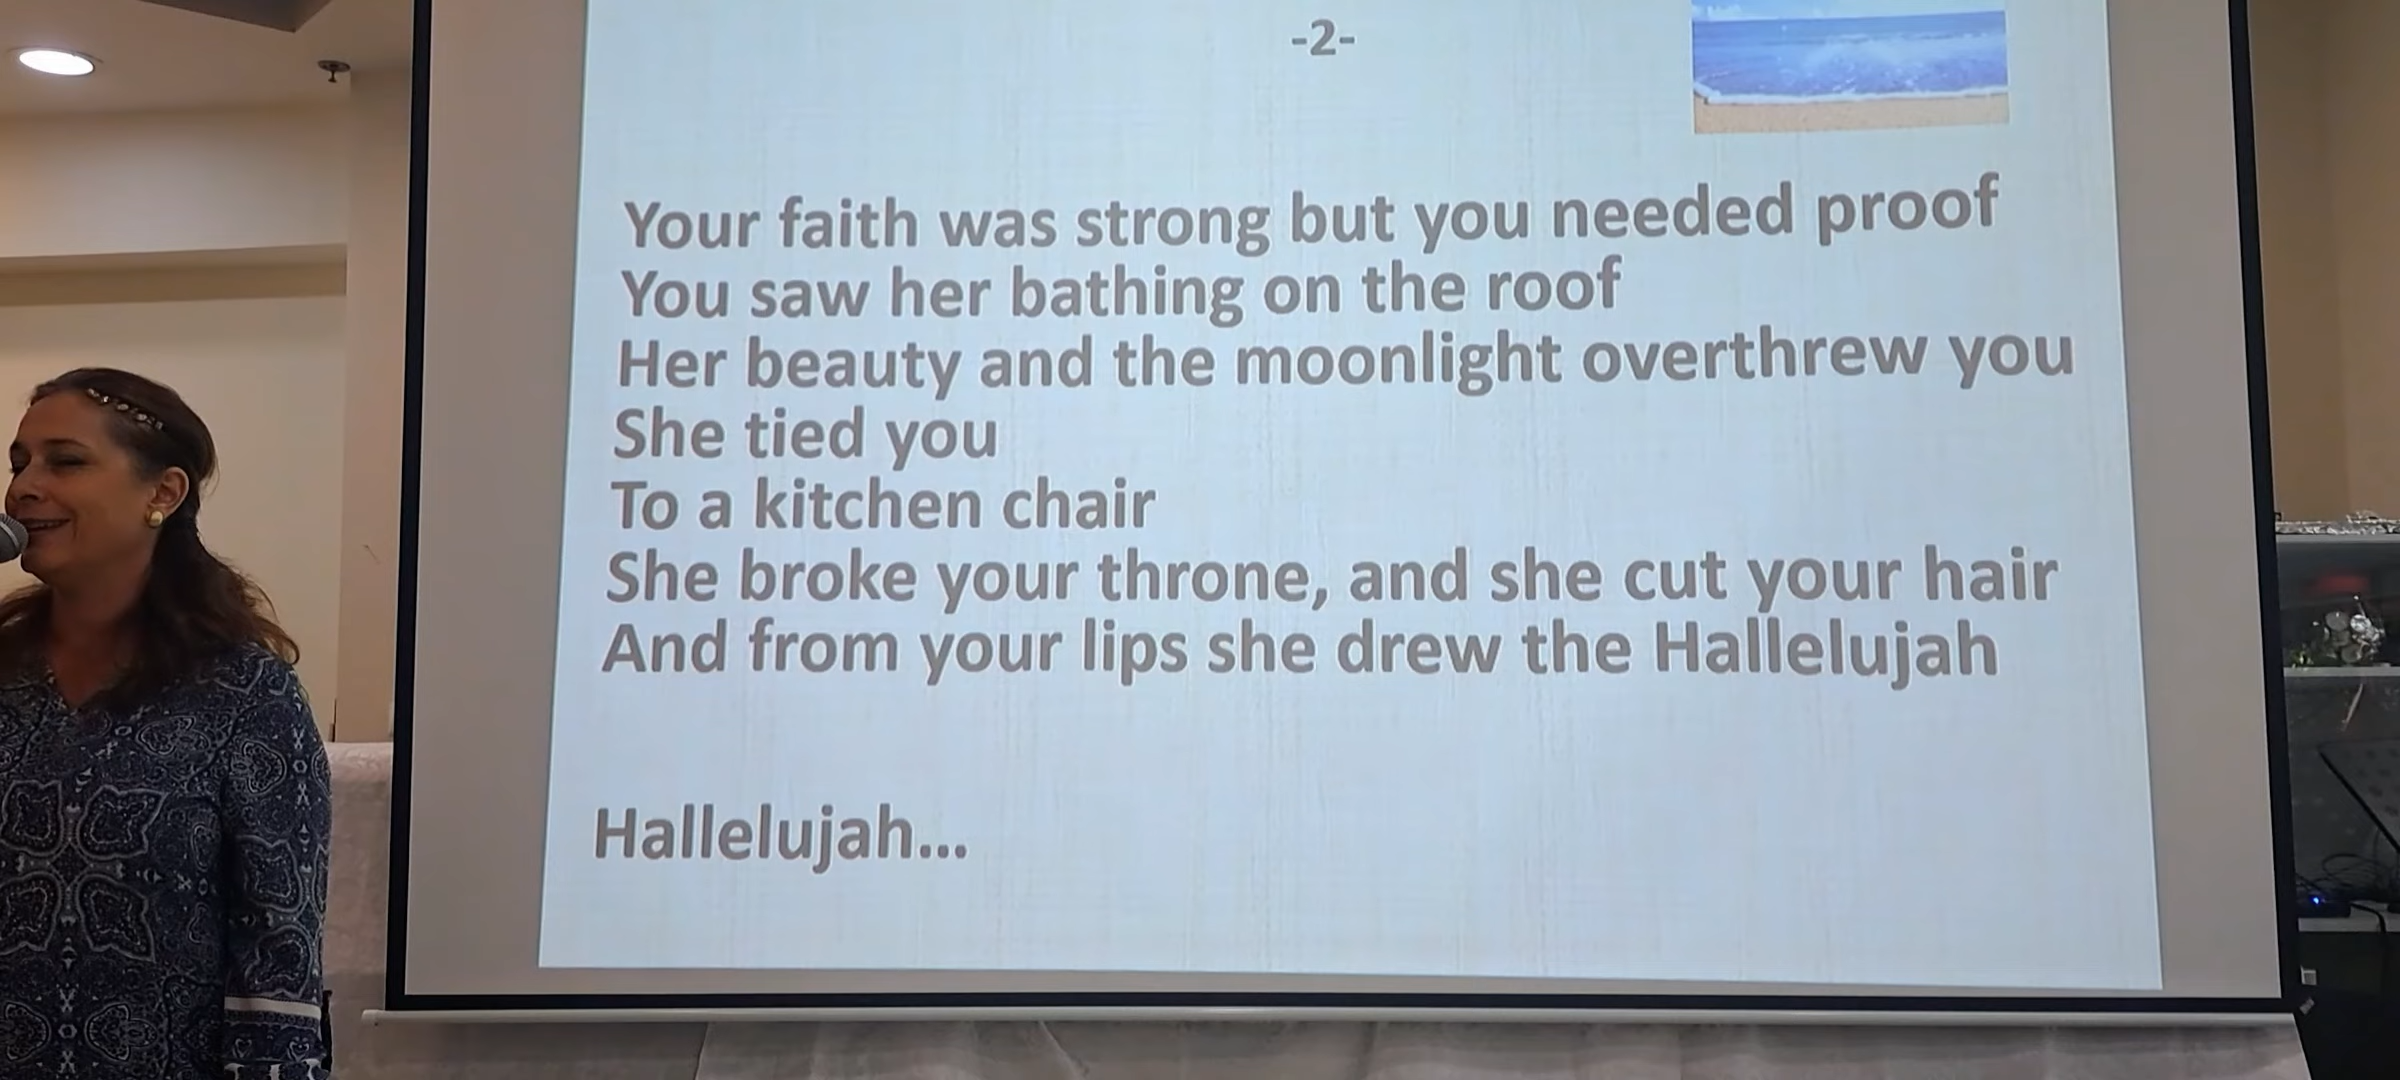 -2-
Your faith was strong but you needed proof
You saw her bathing on the roof
Her beauty and the moonlight overthrew you
She tied you
To a kitchen chair
She broke your throne, and she cut your hair
And from your lips she drew the Hallelujah
Hallelujah...